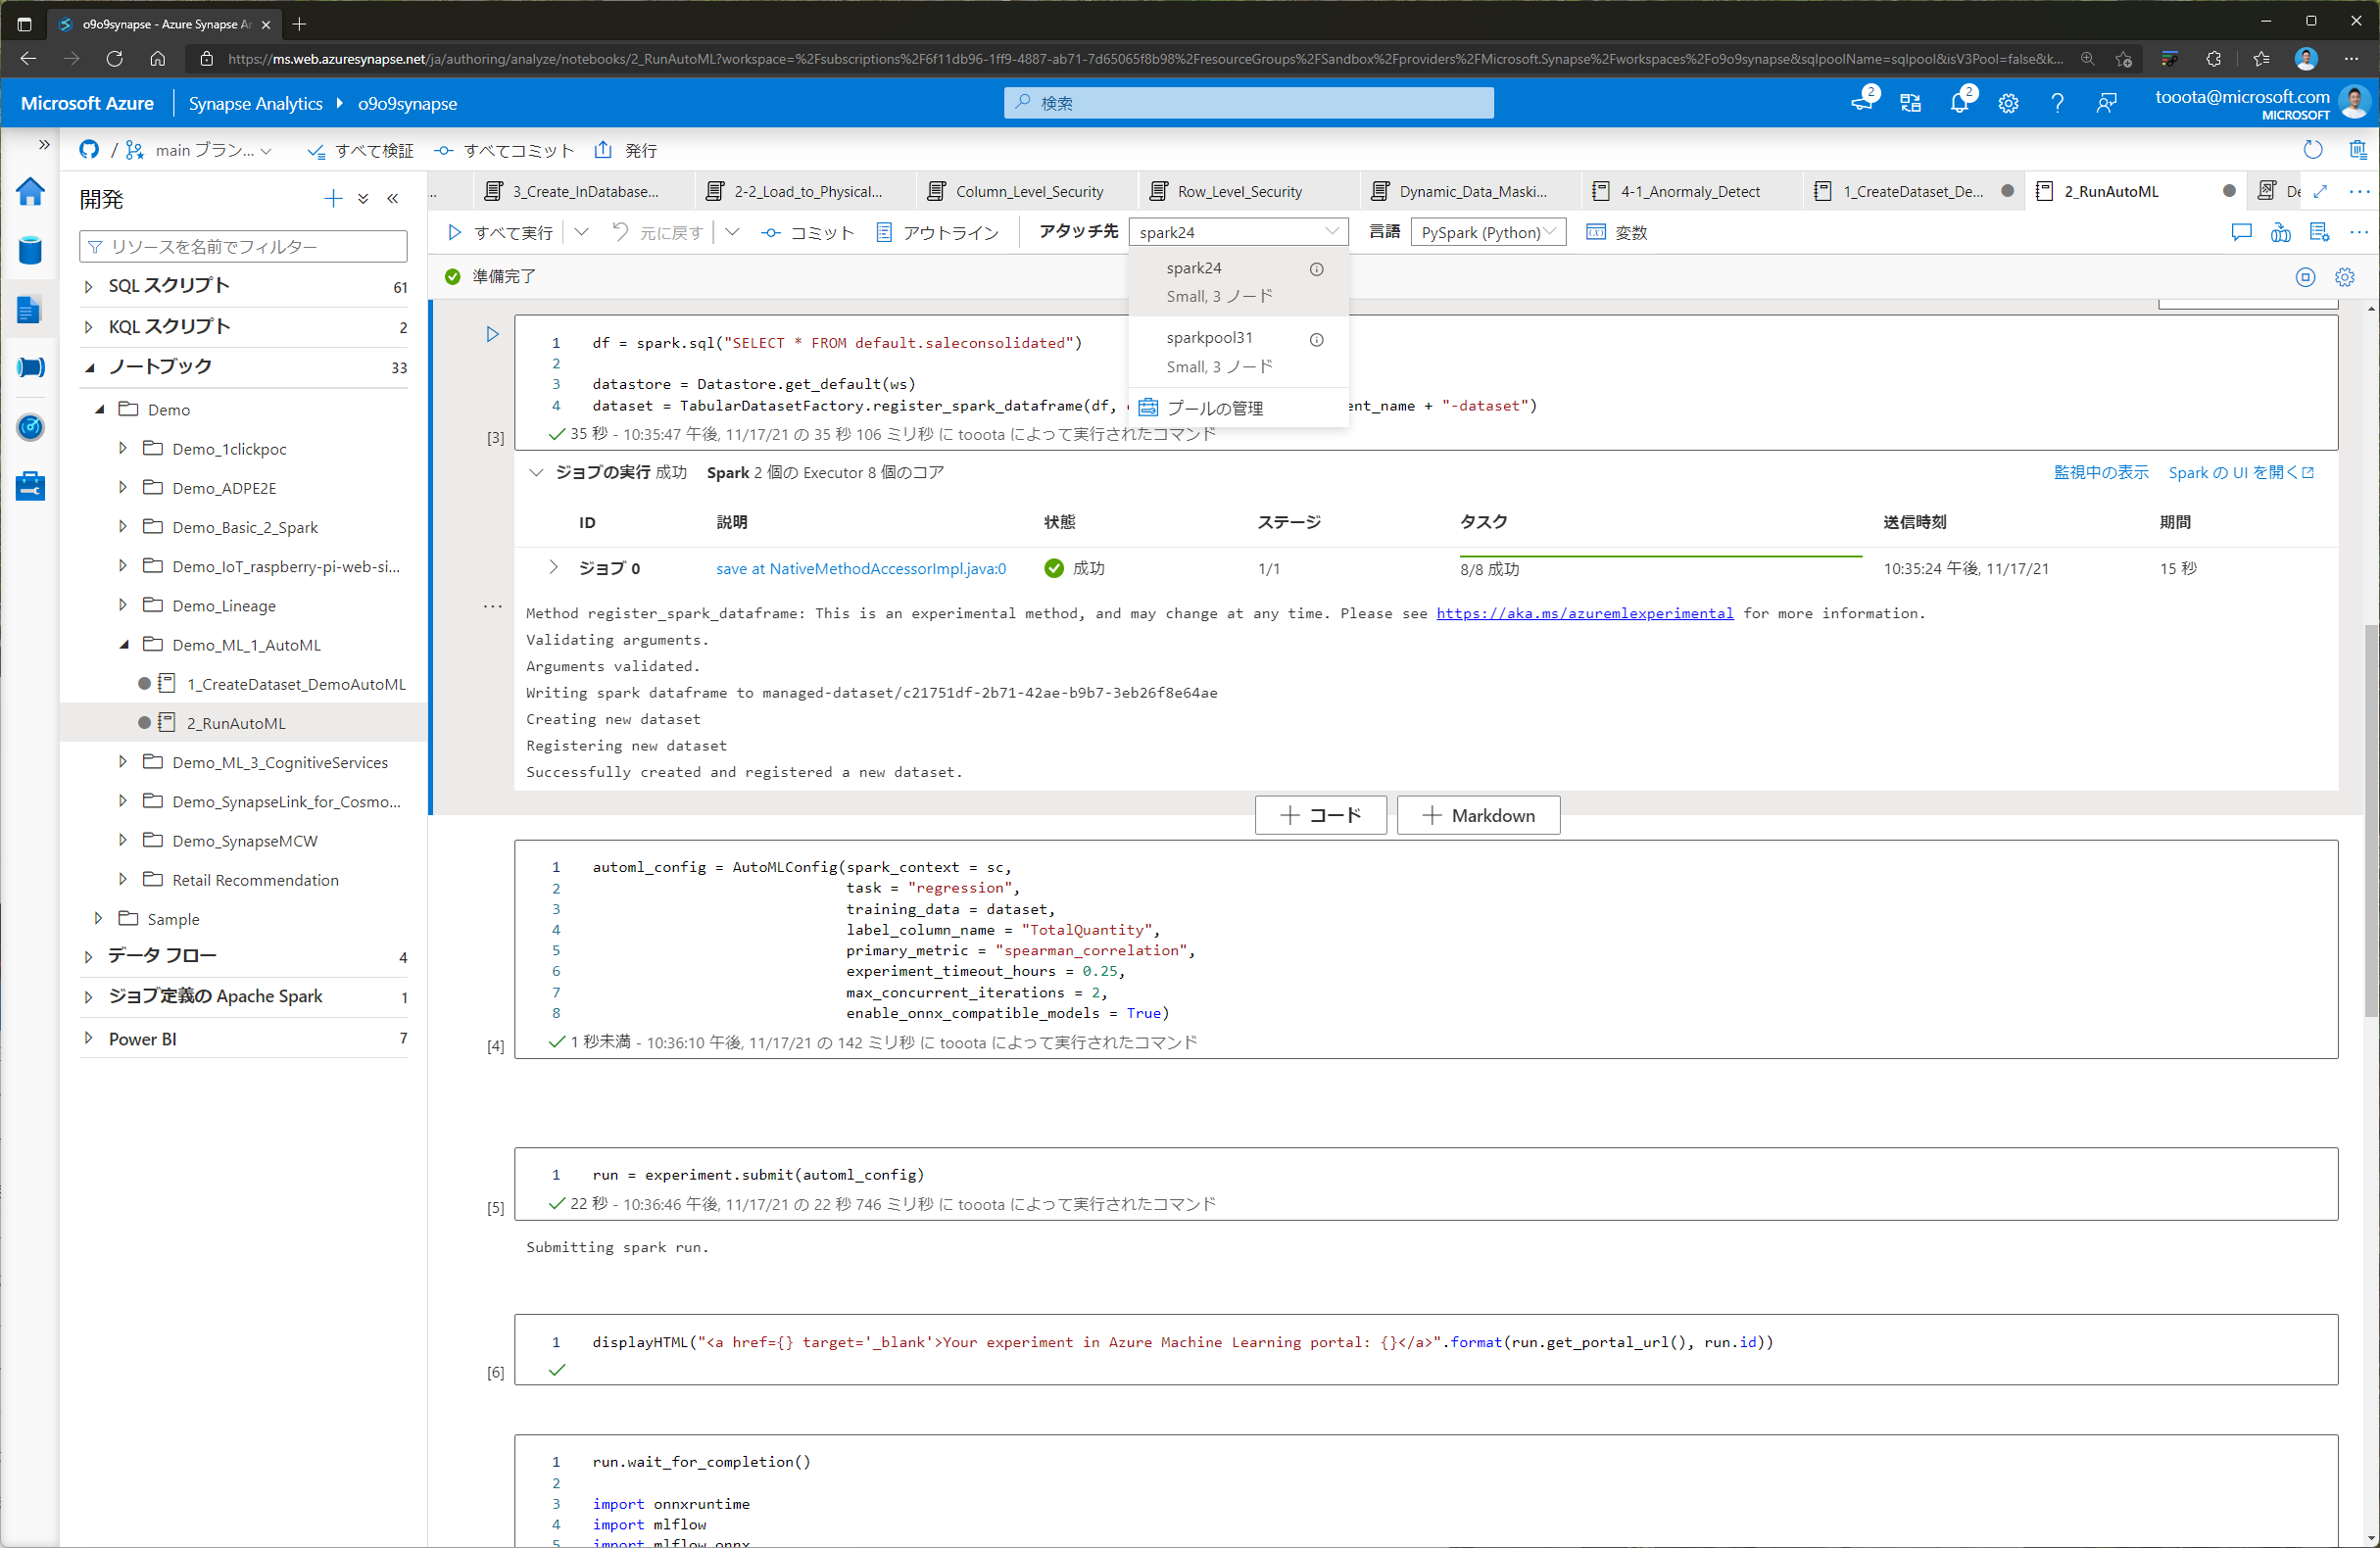 o9o9synapse - Azure Synapse An
https://ms.web.azuresynapse.net/ja/authoring/analyze/notebooks/2_RunAutoML?workspace=%2Fsubscriptions%2F6f11db96-1ff9-4887-ab71-7d65065f8b98%2FresourceGroups%2FSandbox%2Fproviders%2FMicrosoft.Synapse%2Fworkspaces%2Fo9o9synapse&sqlpoolName=sqlpool&isV3Pool=false&k...
Microsoft Azure Synapse Analytics o9o9synapse 検索 2 2 tooota@microsoft.com
MICROSOFT
/ main ブラン... すべて検証 すべてコミット 発行
開発
... 3_Create_InDatabase... 2-2_Load_to_Physical... Column_Level_Security Row_Level_Security Dynamic_Data_Maski... 4-1_Anormaly_Detect 1_CreateDataset_De... 2_RunAutoML De
すべて実行 元に戻す コミット アウトライン アタッチ先 spark24 言語 PySpark (Python) 変数
準備完了
spark24
Small, 3 ノード
sparkpool31
Small, 3 ノード
プールの管理
リソースを名前でフィルター
SQL スクリプト 61
KQL スクリプト 2
ノートブック 33
Demo
Demo_1clickpoc
Demo_ADPE2E
Demo_Basic_2_Spark
Demo_IoT_raspberry-pi-web-si...
Demo_Lineage
Demo_ML_1_AutoML
1_CreateDataset_DemoAutoML
2_RunAutoML
Demo_ML_3_CognitiveServices
Demo_SynapseLink_for_Cosmo...
Demo_SynapseMCW
Retail Recommendation
Sample
データ フロー 4
ジョブ定義の Apache Spark 1
Power BI 7
1 df = spark.sql("SELECT * FROM default.saleconsolidated")
2
3 datastore = Datastore.get_default(ws)
4 dataset = TabularDatasetFactory.register_spark_dataframe(df, ent_name + "-dataset")
[3] 35 秒 - 10:35:47 午後, 11/17/21 の 35 秒 106 ミリ秒 に tooota によって実行されたコマンド
ジョブの実行 成功 Spark 2 個の Executor 8 個のコア 監視中の表示 Spark の UI を開く
ID 説明 状態 ステージ タスク 送信時刻 期間
ジョブ 0 save at NativeMethodAccessorImpl.java:0 成功 1/1 8/8 成功 10:35:24 午後, 11/17/21 15 秒
Method register_spark_dataframe: This is an experimental method, and may change at any time. Please see https://aka.ms/azuremlexperimental for more information.
Validating arguments.
Arguments validated.
Writing spark dataframe to managed-dataset/c21751df-2b71-42ae-b9b7-3eb26f8e64ae
Creating new dataset
Registering new dataset
Successfully created and registered a new dataset.
コード Markdown
1 automl_config = AutoMLConfig(spark_context = sc,
2 task = "regression",
3 training_data = dataset,
4 label_column_name = "TotalQuantity",
5 primary_metric = "spearman_correlation",
6 experiment_timeout_hours = 0.25,
7 max_concurrent_iterations = 2,
8 enable_onnx_compatible_models = True)
[4] 1 秒未満 - 10:36:10 午後, 11/17/21 の 142 ミリ秒 に tooota によって実行されたコマンド
1 run = experiment.submit(automl_config)
[5] 22 秒 - 10:36:46 午後, 11/17/21 の 22 秒 746 ミリ秒 に tooota によって実行されたコマンド
Submitting spark run.
1 displayHTML("<a href={} target='_blank'>Your experiment in Azure Machine Learning portal: {}</a>".format(run.get_portal_url(), run.id))
[6]
1 run.wait_for_completion()
2
3 import onnxruntime
4 import mlflow
5 import mlflow.onnx